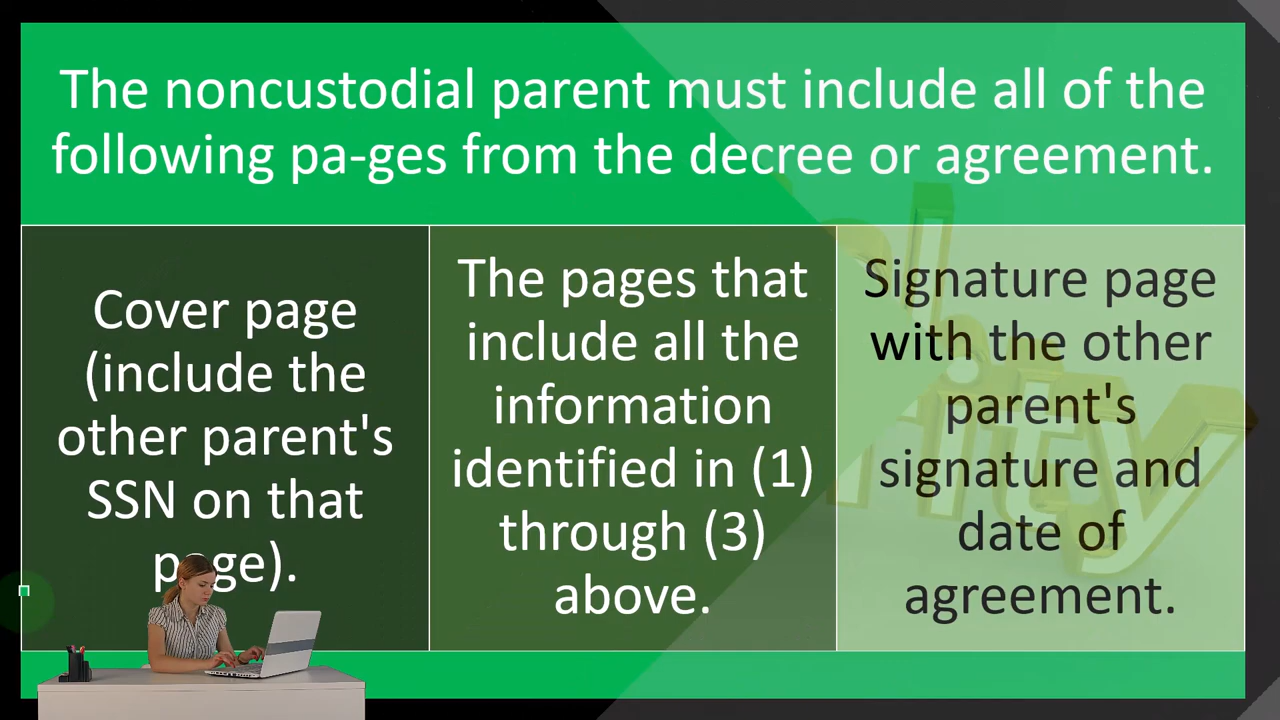 The noncustodial parent must include all of the
following pa-ges from the decree or agreement.
Cover page
(include the
other parent's
SSN on that
page).
The pages that
include all the
information
identified in (1)
through (3)
above.
Signature page
with the other
parent's
signature and
date of
agreement.